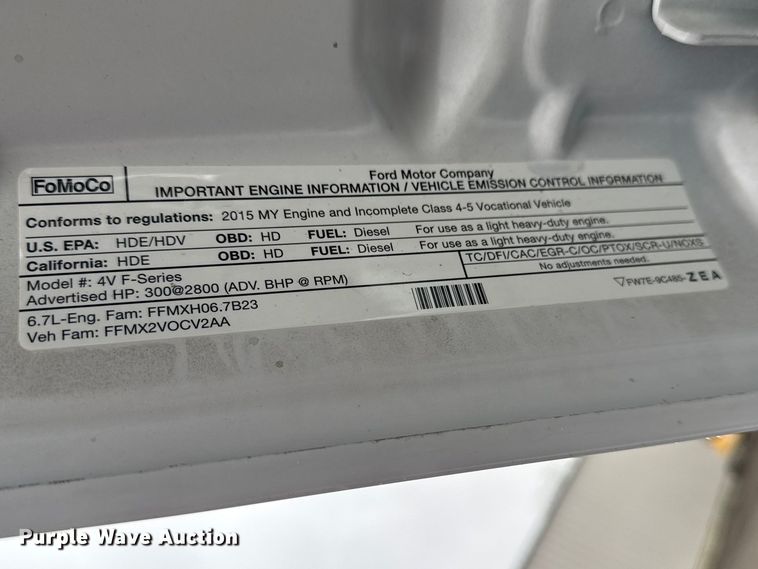 FoMoCo
Ford Motor Company
IMPORTANT ENGINE INFORMATION / VEHICLE EMISSION CONTROL INFORMATION
Conforms to regulations: 2015 MY Engine and Incomplete Class 4-5 Vocational Vehicle
U.S. EPA: HDE/HDV OBD: HD FUEL: Diesel For use as a light heavy-duty engine.
California: HDE OBD: HD FUEL: Diesel For use as a light heavy-duty engine.
Model #: 4V F-Series
TC/DFI/CAC/EGR-C/OC/PTOX/SCR-U/NOXS
Advertised HP: 300@2800 (ADV. BHP @ RPM)
No adjustments needed.
6.7L-Eng. Fam: FFMXH06.7B23
FW7E-9C485-ZEA
Veh Fam: FFMX2VOCV2AA
Purple Wave Auction